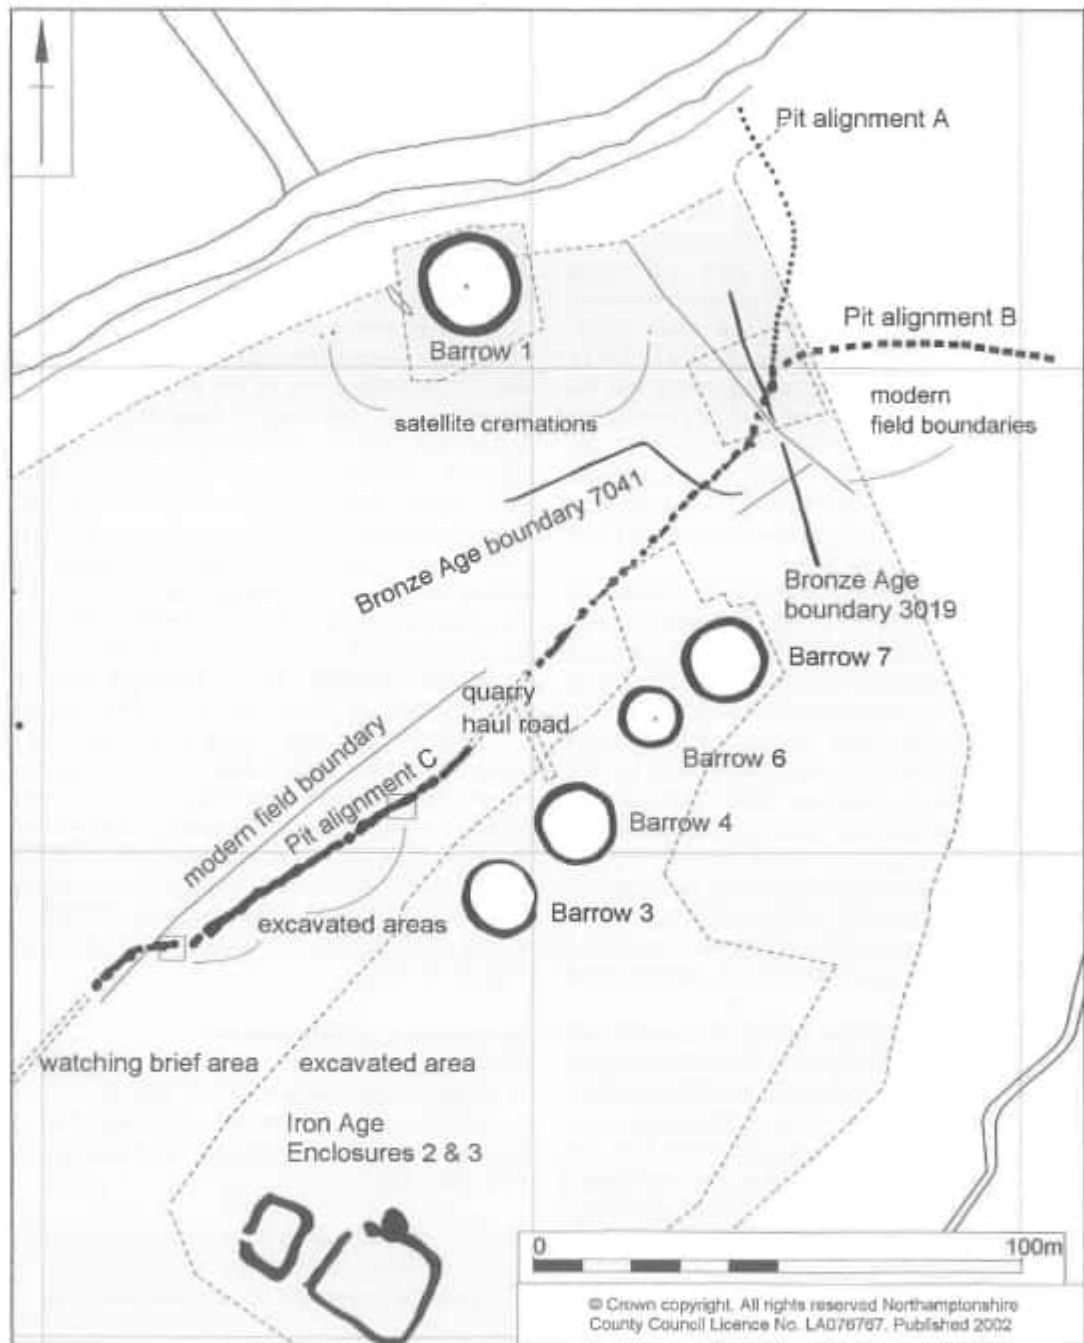 Pit alignment A
Pit alignment B
Barrow 1
modern
field boundaries
satellite cremations
Bronze Age boundary 7041
Bronze Age
boundary 3019
Barrow 7
quarry
haul road
modern field boundary
Pit alignment C
Barrow 6
Barrow 4
Barrow 3
excavated areas
watching brief area
excavated area
Iron Age
Enclosures 2 & 3
0
100m
© Crown copyright. All rights reserved Northamptonshire
County Council Licence No. LA076767. Published 2002